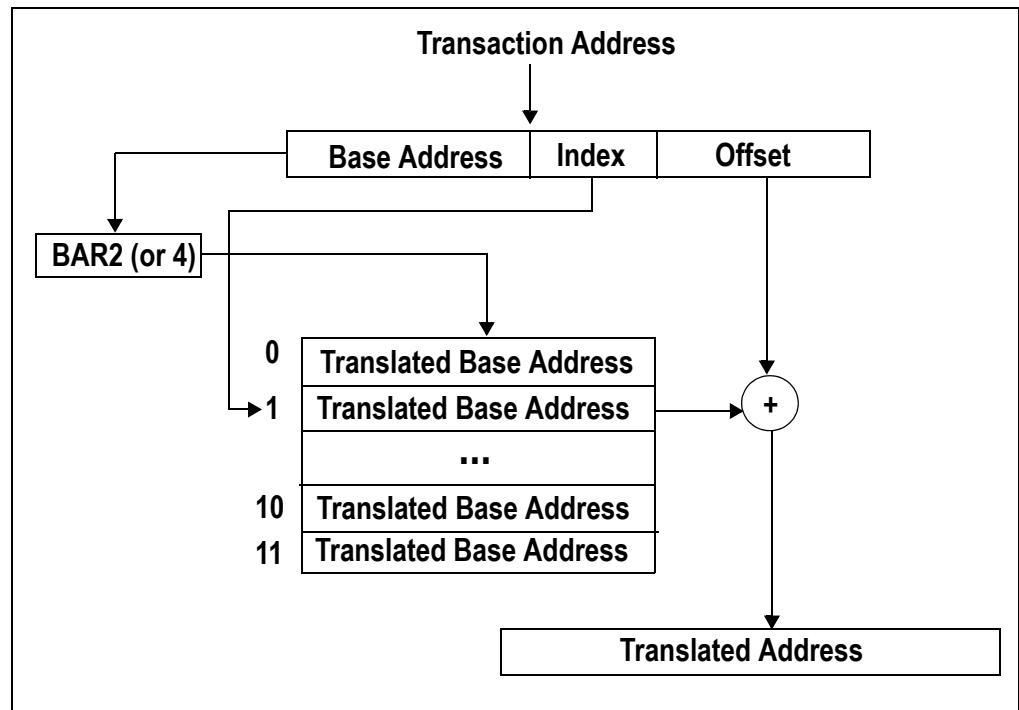 Transaction Address
Base Address Index Offset
BAR2 (or 4)
0 Translated Base Address
1 Translated Base Address +
...
10 Translated Base Address
11 Translated Base Address
Translated Address